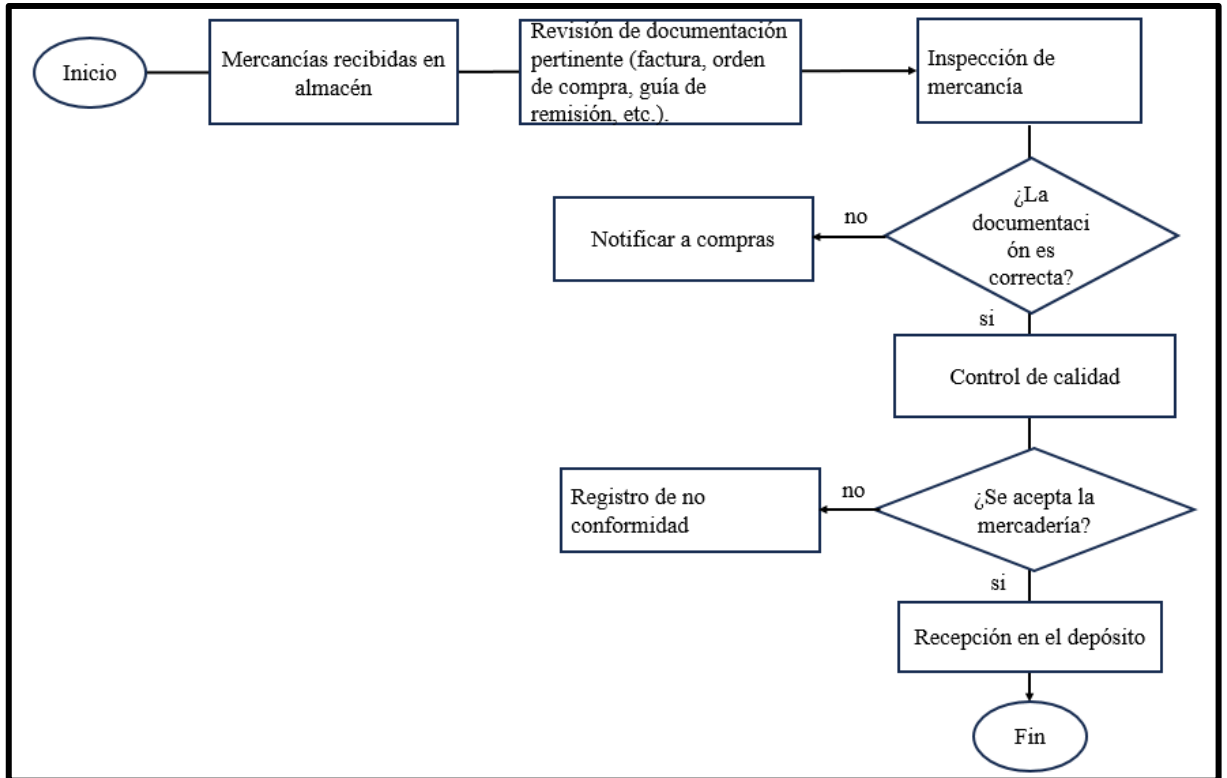 Inicio
Mercancías recibidas en
almacén
Revisión de documentación
pertinente (factura, orden
de compra, guía de
remisión, etc.).
Inspección de
mercancía
¿La
documentaci
ón es
correcta?
no
Notificar a compras
si
Control de calidad
¿Se acepta la
mercadería?
no
Registro de no
conformidad
si
Recepción en el depósito
Fin